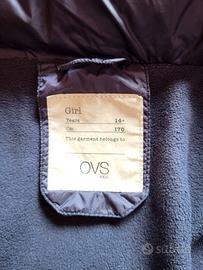 Girl
Years 14+
Cm 170
This garment belongs to
OVS
KIDS
subito